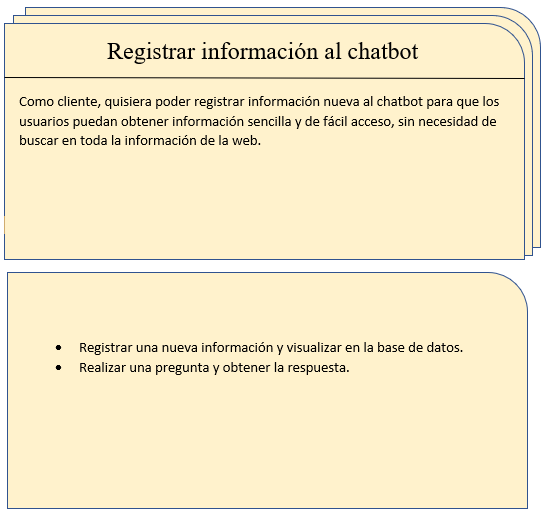 Registrar información al chatbot
Como cliente, quisiera poder registrar información nueva al chatbot para que los
usuarios puedan obtener información sencilla y de fácil acceso, sin necesidad de
buscar en toda la información de la web.
• Registrar una nueva información y visualizar en la base de datos.
• Realizar una pregunta y obtener la respuesta.